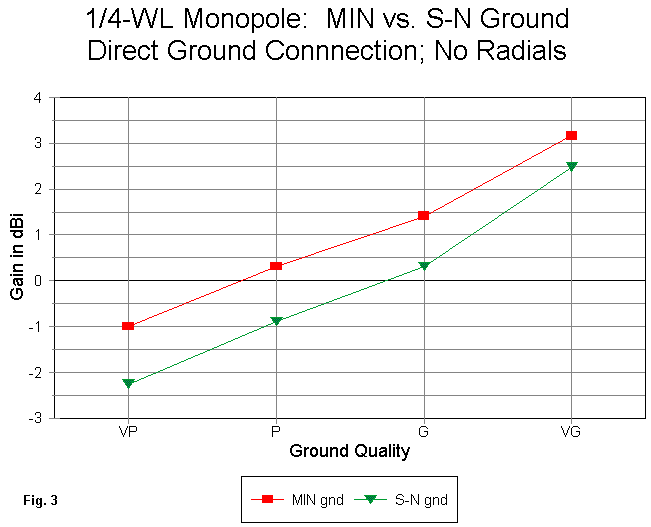 1/4-WL Monopole:  MIN vs. S-N Ground
Direct Ground Connnection; No Radials
Gain in dBi
4
3
2
1
0
-1
-2
-3
VP P G VG
Ground Quality
Fig. 3
MIN gnd S-N gnd